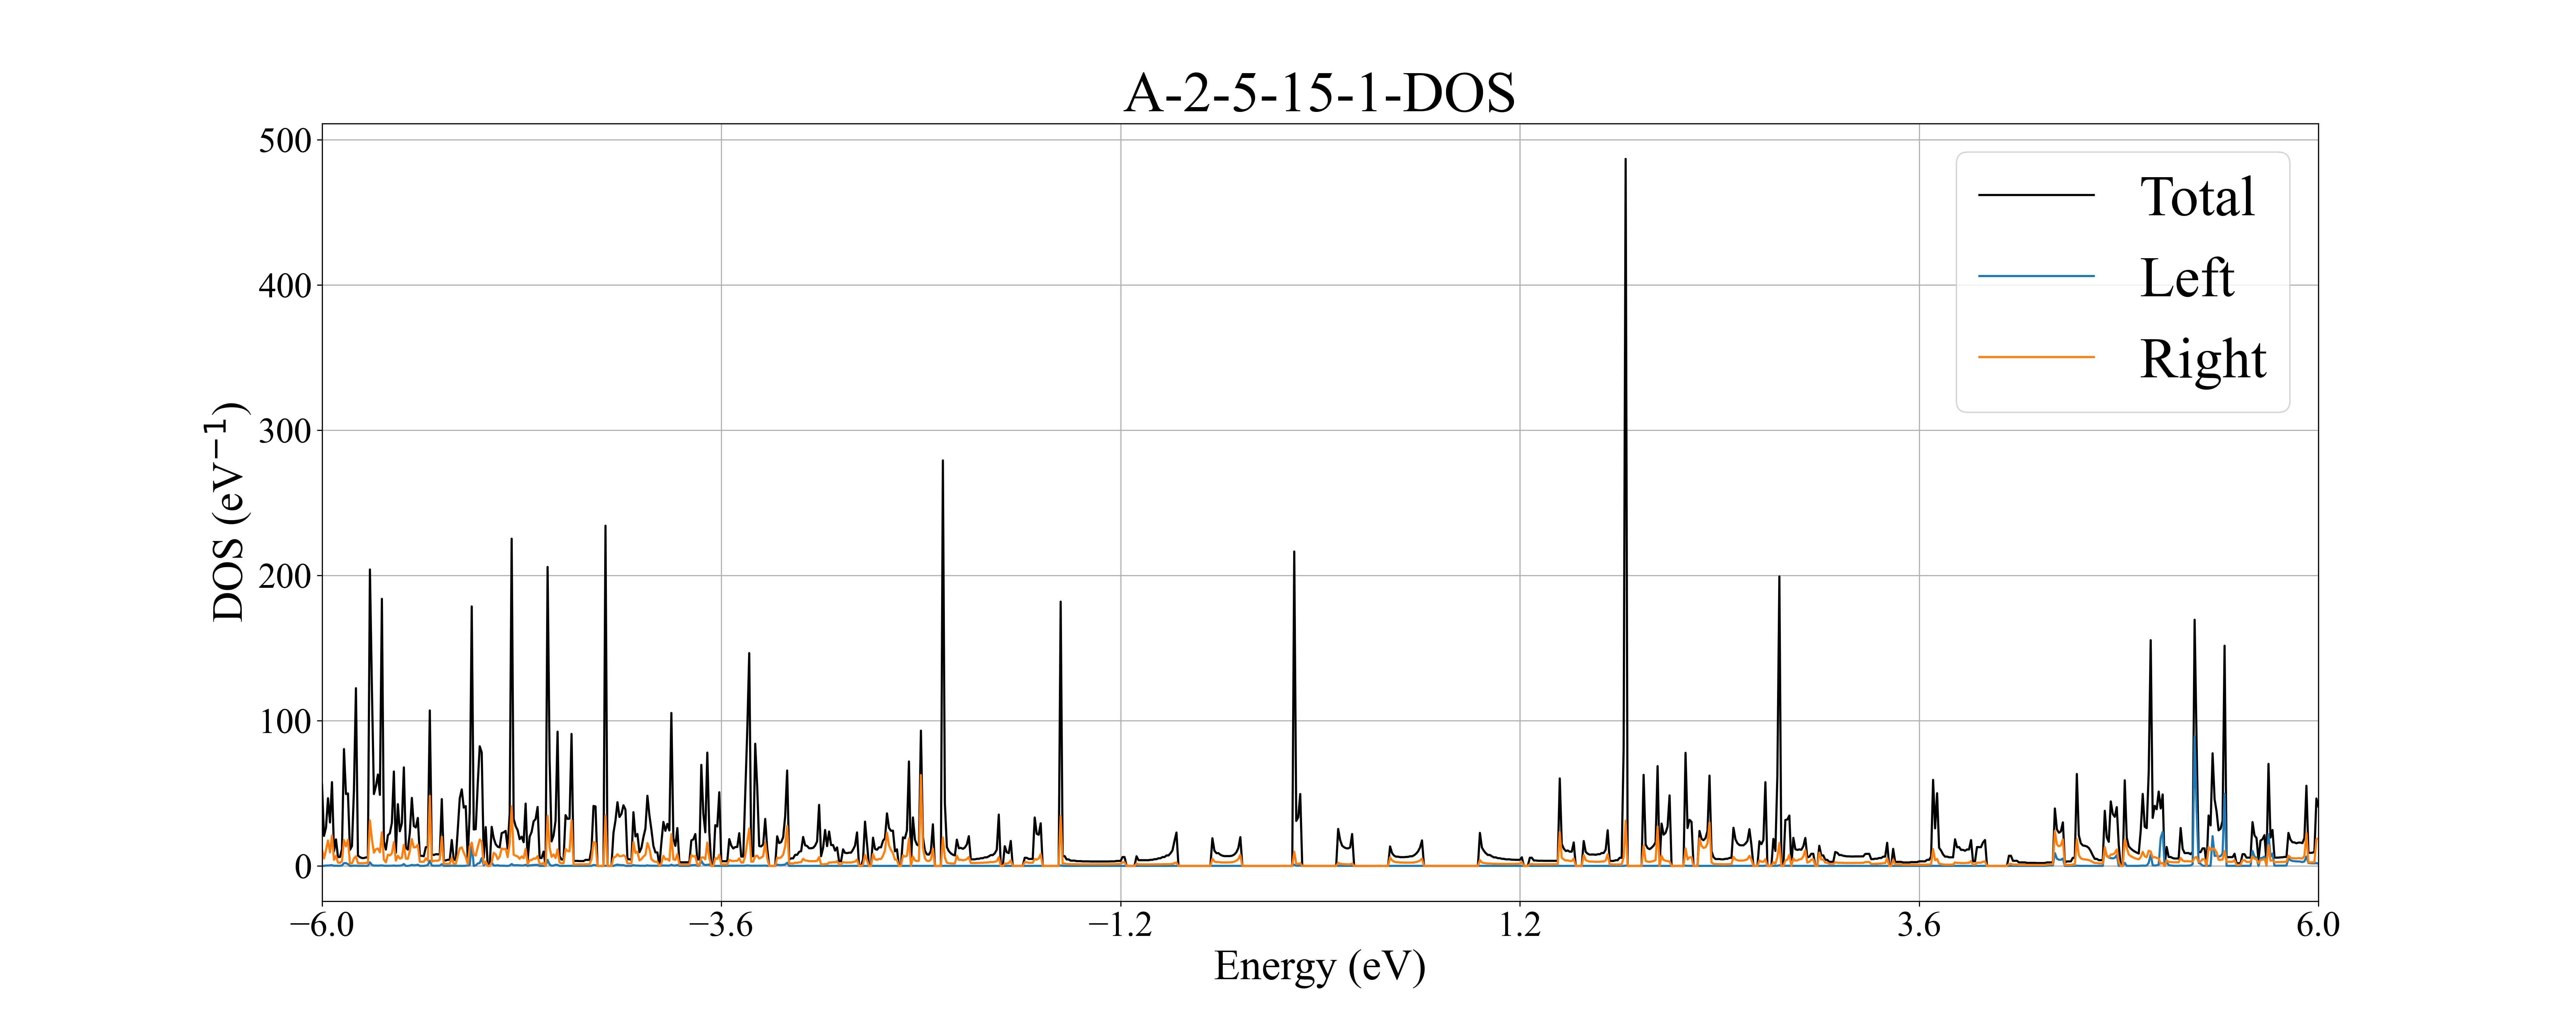 A-2-5-15-1-DOS
DOS (eV⁻¹)
500
400
300
200
100
0
−6.0
−3.6
−1.2
1.2
3.6
6.0
Energy (eV)
Total
Left
Right